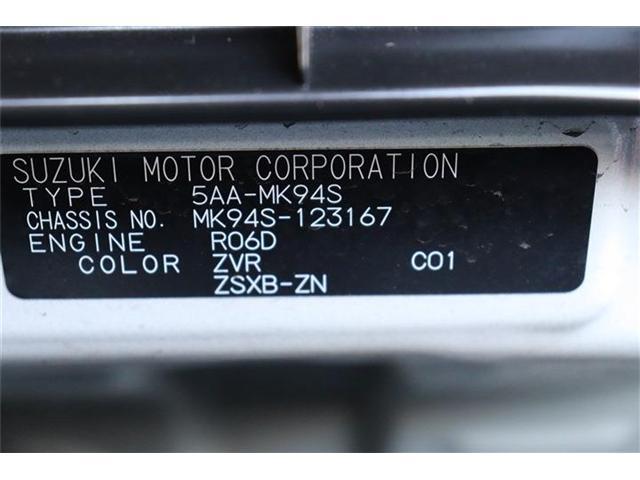 SUZUKI MOTOR CORPORATION
TYPE 5AA-MK94S
CHASSIS NO. MK94S-123167
ENGINE R06D
COLOR ZVR C01
ZSXB-ZN